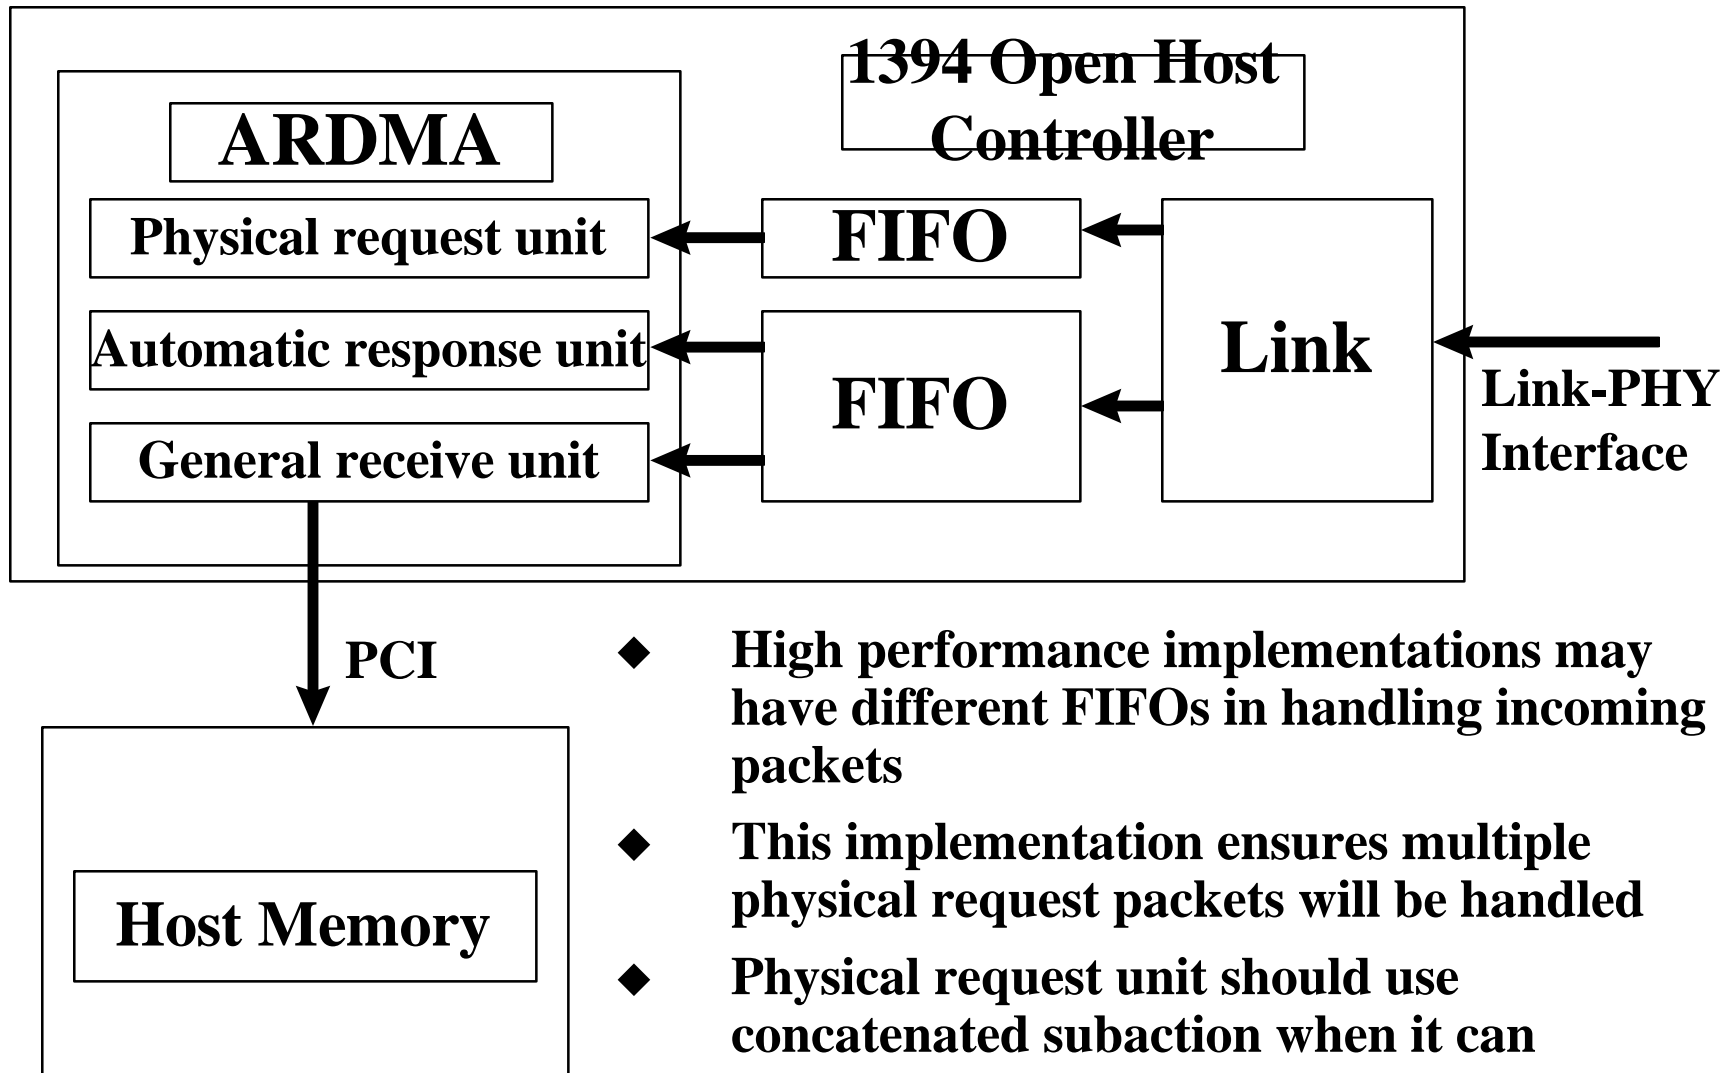 1394 Open Host
Controller
ARDMA
Physical request unit
FIFO
Automatic response unit
FIFO
Link
General receive unit
Link-PHY
Interface
PCI
Host Memory
◆ High performance implementations may
have different FIFOs in handling incoming
packets
◆ This implementation ensures multiple
physical request packets will be handled
◆ Physical request unit should use
concatenated subaction when it can